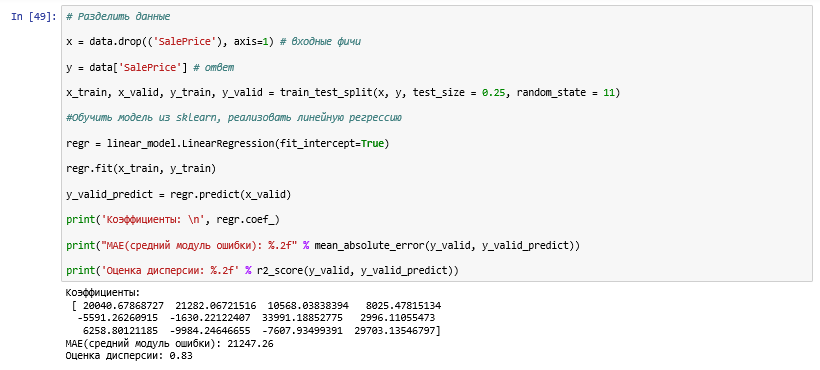 In [49]: # Разделить данные
x = data.drop(('SalePrice'), axis=1) # входные фичи
y = data['SalePrice'] # ответ
x_train, x_valid, y_train, y_valid = train_test_split(x, y, test_size = 0.25, random_state = 11)
#Обучить модель из sklearn, реализовать линейную регрессию
regr = linear_model.LinearRegression(fit_intercept=True)
regr.fit(x_train, y_train)
y_valid_predict = regr.predict(x_valid)
print('Коэффициенты: \n', regr.coef_)
print("MAE(средний модуль ошибки): %.2f" % mean_absolute_error(y_valid, y_valid_predict))
print('Оценка дисперсии: %.2f' % r2_score(y_valid, y_valid_predict))
Коэффициенты:
[ 20040.67868727 21282.06721516 10568.03838394 8025.47815134
-5591.26260915 -1630.22122407 33991.18852775 2996.11055473
6258.80121185 -9984.24646655 -7607.93499391 29703.13546797]
MAE(средний модуль ошибки): 21247.26
Оценка дисперсии: 0.83